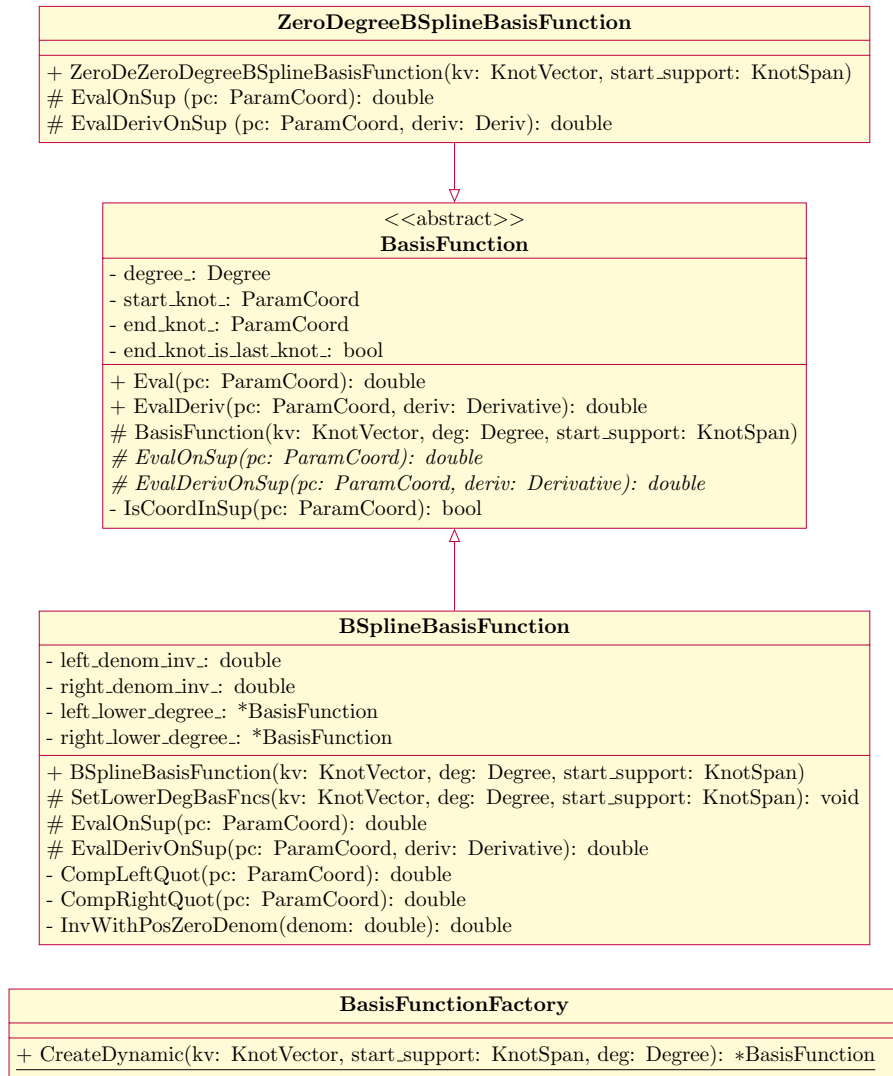 ZeroDegreeBSplineBasisFunction
+ ZeroDeZeroDegreeBSplineBasisFunction(kv: KnotVector, start_support: KnotSpan)
# EvalOnSup (pc: ParamCoord): double
# EvalDerivOnSup (pc: ParamCoord, deriv: Deriv): double
<<abstract>>
BasisFunction
- degree_: Degree
- start_knot_: ParamCoord
- end_knot_: ParamCoord
- end_knot_is_last_knot_: bool
+ Eval(pc: ParamCoord): double
+ EvalDeriv(pc: ParamCoord, deriv: Derivative): double
# BasisFunction(kv: KnotVector, deg: Degree, start_support: KnotSpan)
# EvalOnSup(pc: ParamCoord): double
# EvalDerivOnSup(pc: ParamCoord, deriv: Derivative): double
- IsCoordInSup(pc: ParamCoord): bool
BSplineBasisFunction
- left_denom_inv_: double
- right_denom_inv_: double
- left_lower_degree_: *BasisFunction
- right_lower_degree_: *BasisFunction
+ BSplineBasisFunction(kv: KnotVector, deg: Degree, start_support: KnotSpan)
# SetLowerDegBasFncs(kv: KnotVector, deg: Degree, start_support: KnotSpan): void
# EvalOnSup(pc: ParamCoord): double
# EvalDerivOnSup(pc: ParamCoord, deriv: Derivative): double
- CompLeftQuot(pc: ParamCoord): double
- CompRightQuot(pc: ParamCoord): double
- InvWithPosZeroDenom(denom: double): double
BasisFunctionFactory
+ CreateDynamic(kv: KnotVector, start_support: KnotSpan, deg: Degree): *BasisFunction